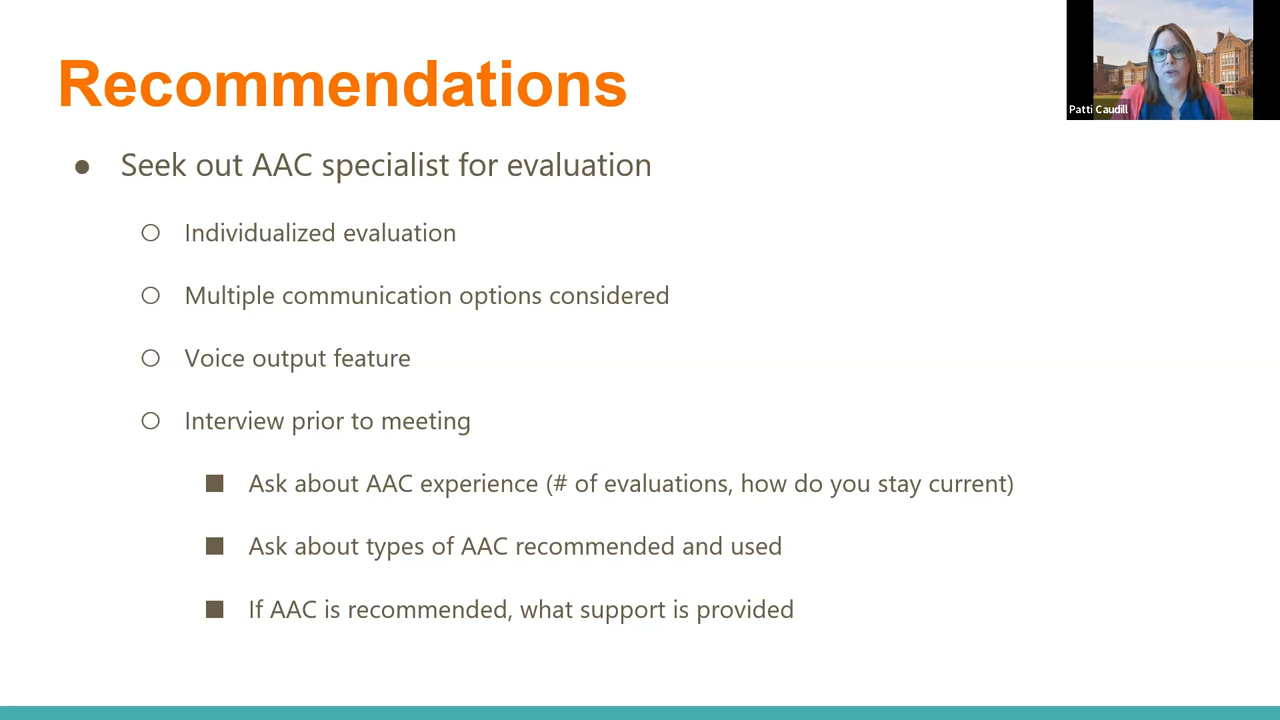 Recommendations
Patti Caudill
● Seek out AAC specialist for evaluation
○ Individualized evaluation
○ Multiple communication options considered
○ Voice output feature
○ Interview prior to meeting
■ Ask about AAC experience (# of evaluations, how do you stay current)
■ Ask about types of AAC recommended and used
■ If AAC is recommended, what support is provided